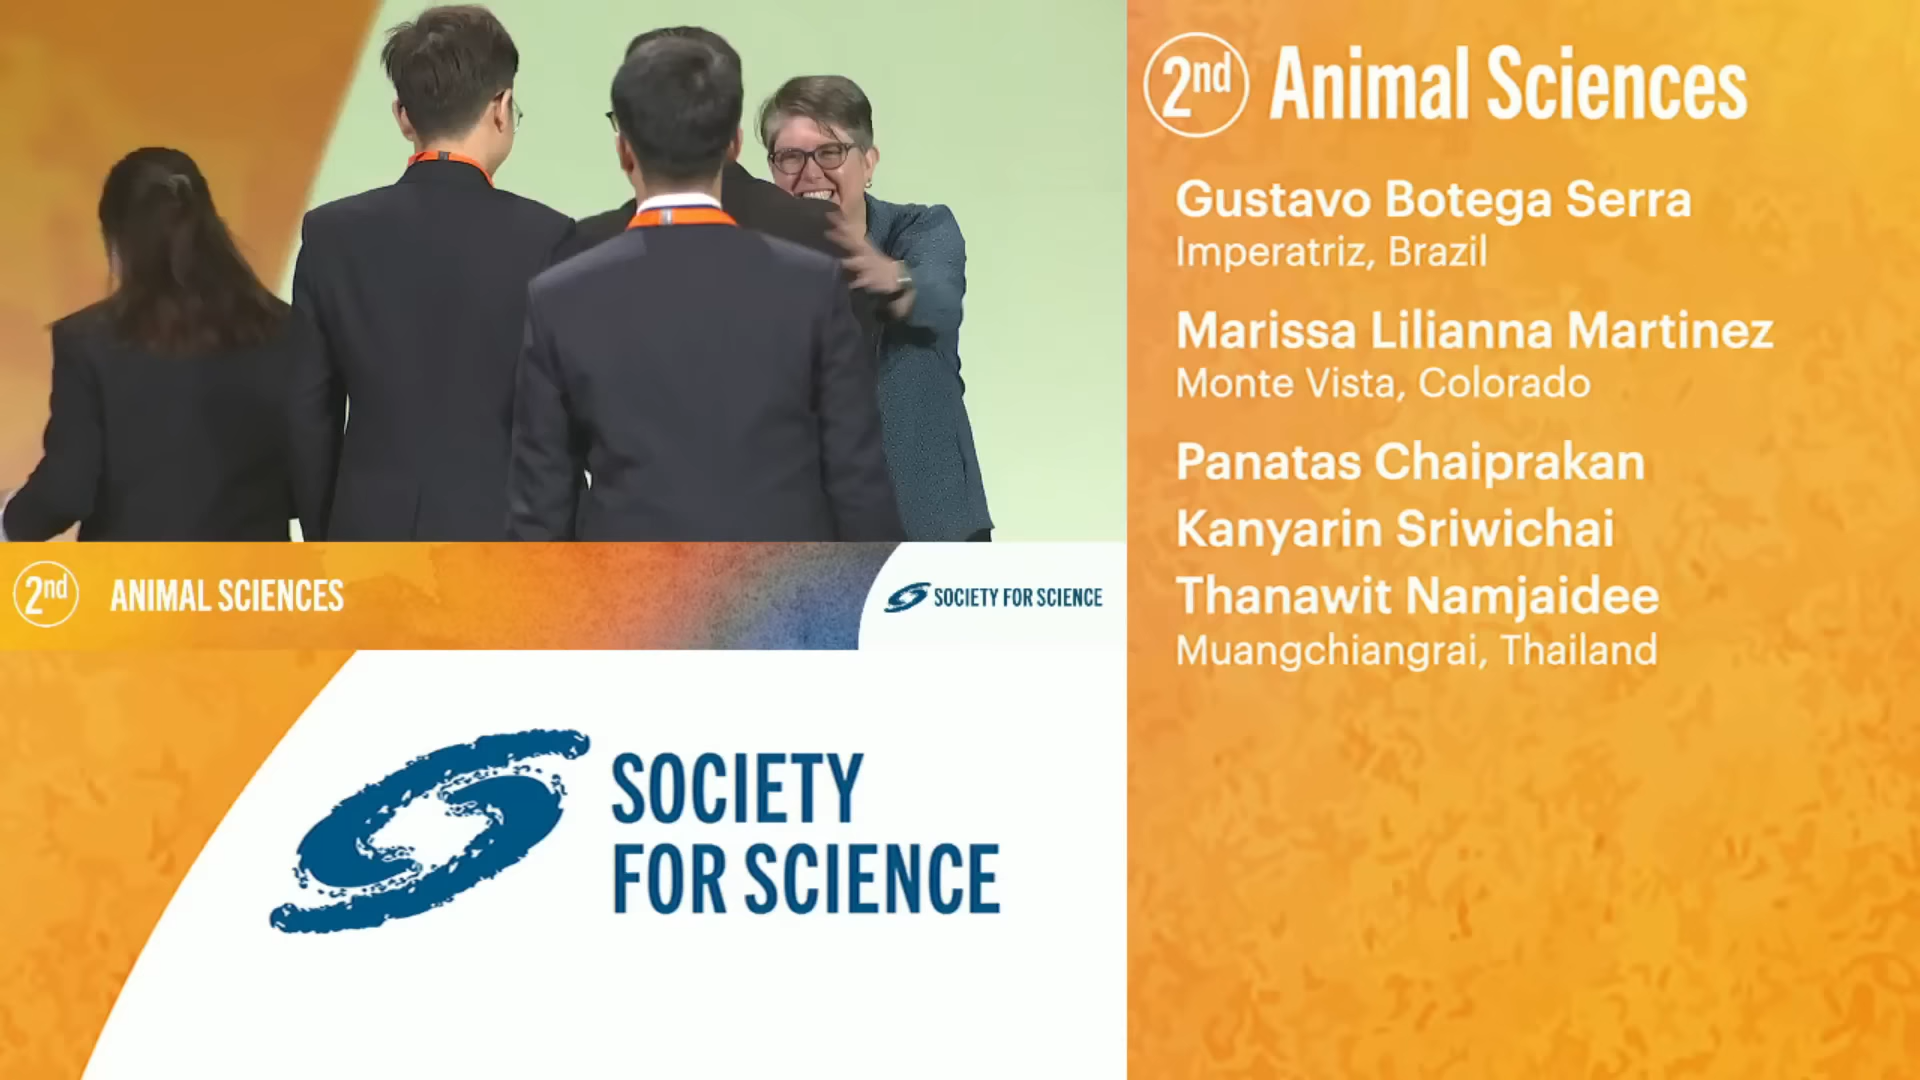 2nd Animal Sciences
Gustavo Botega Serra
Imperatriz, Brazil
Marissa Lilianna Martinez
Monte Vista, Colorado
Panatas Chaiprakan
Kanyarin Sriwichai
Thanawit Namjaidee
Muangchiangrai, Thailand
2nd ANIMAL SCIENCES
SOCIETY FOR SCIENCE
SOCIETY
FOR SCIENCE